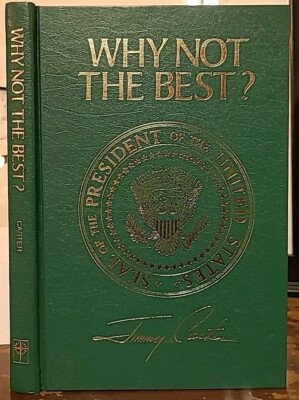 WHY NOT THE BEST?
CARTER
WHY NOT
THE BEST?
SEAL OF THE PRESIDENT OF THE UNITED STATES
Jimmy Carter